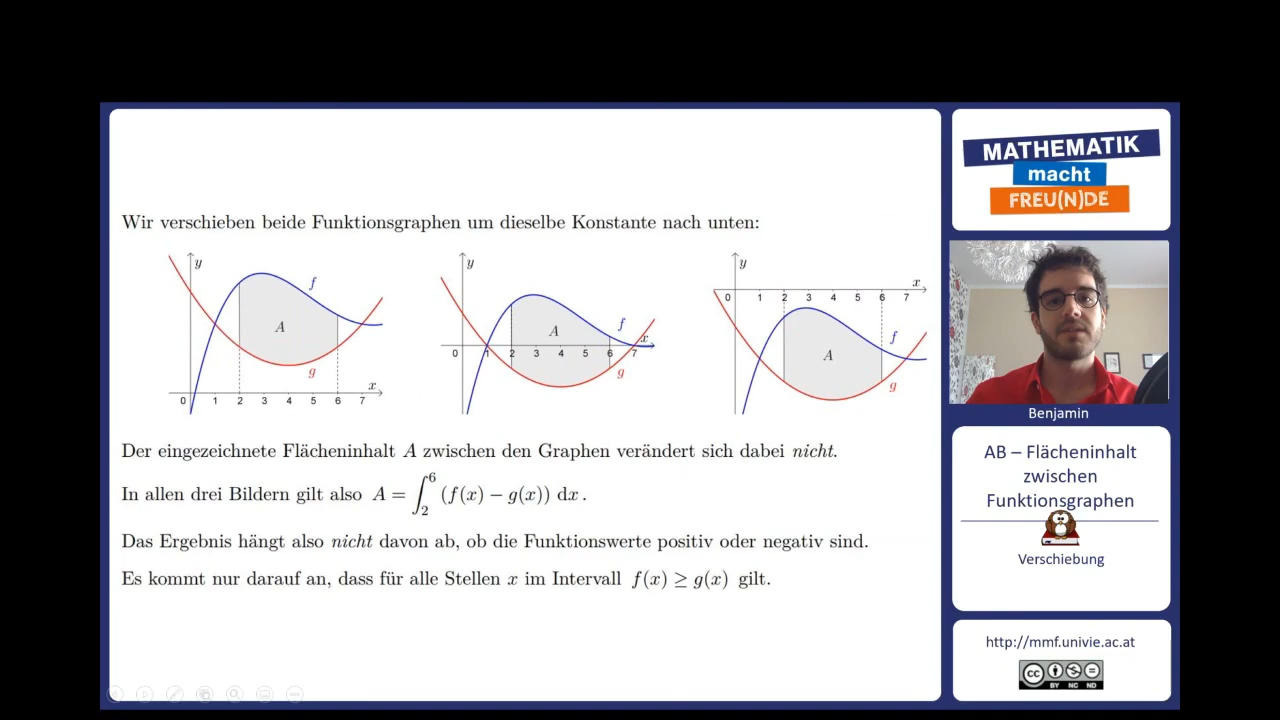 Wir verschieben beide Funktionsgraphen um dieselbe Konstante nach unten:
y
f
A
g
x
0 1 2 3 4 5 6 7
y
f
A
x
0 1 2 3 4 5 6 7
g
y
x
0 1 2 3 4 5 6 7
f
A
g
Der eingezeichnete Flächeninhalt A zwischen den Graphen verändert sich dabei nicht.
In allen drei Bildern gilt also A = ∫₂⁶ (f(x) − g(x)) dx .
Das Ergebnis hängt also nicht davon ab, ob die Funktionswerte positiv oder negativ sind.
Es kommt nur darauf an, dass für alle Stellen x im Intervall f(x) ≥ g(x) gilt.
MATHEMATIK
macht
FREU(N)DE
Benjamin
AB – Flächeninhalt
zwischen
Funktionsgraphen
Verschiebung
http://mmf.univie.ac.at
cc
BY NC ND